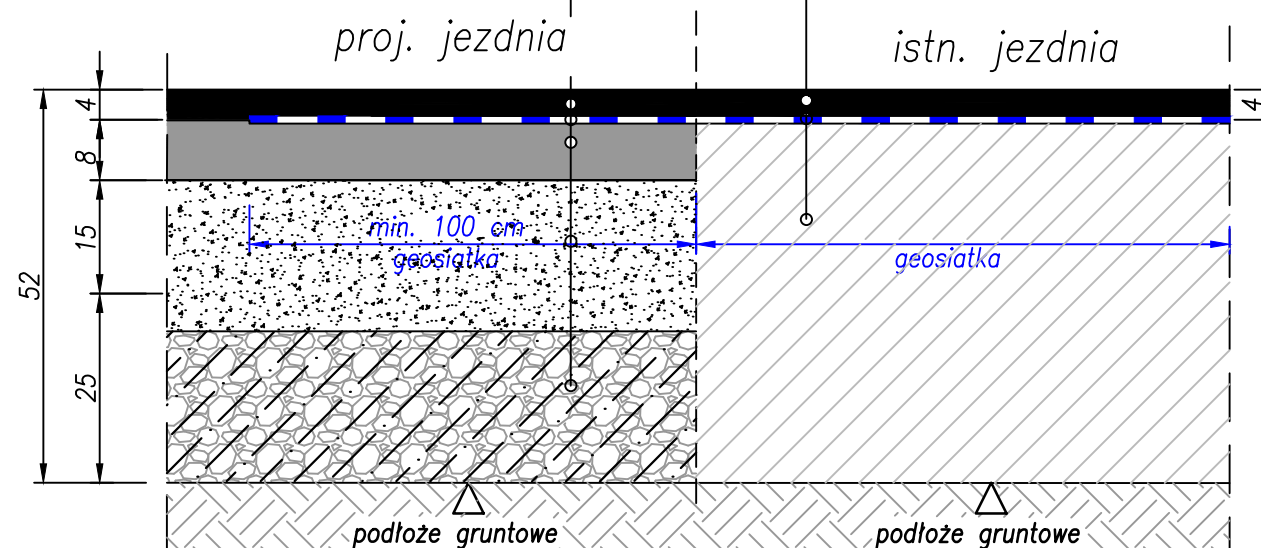 proj. jezdnia
istn. jezdnia
4
4
8
15
min. 100 cm
geosiatka
geosiatka
52
25
podłoże gruntowe
podłoże gruntowe